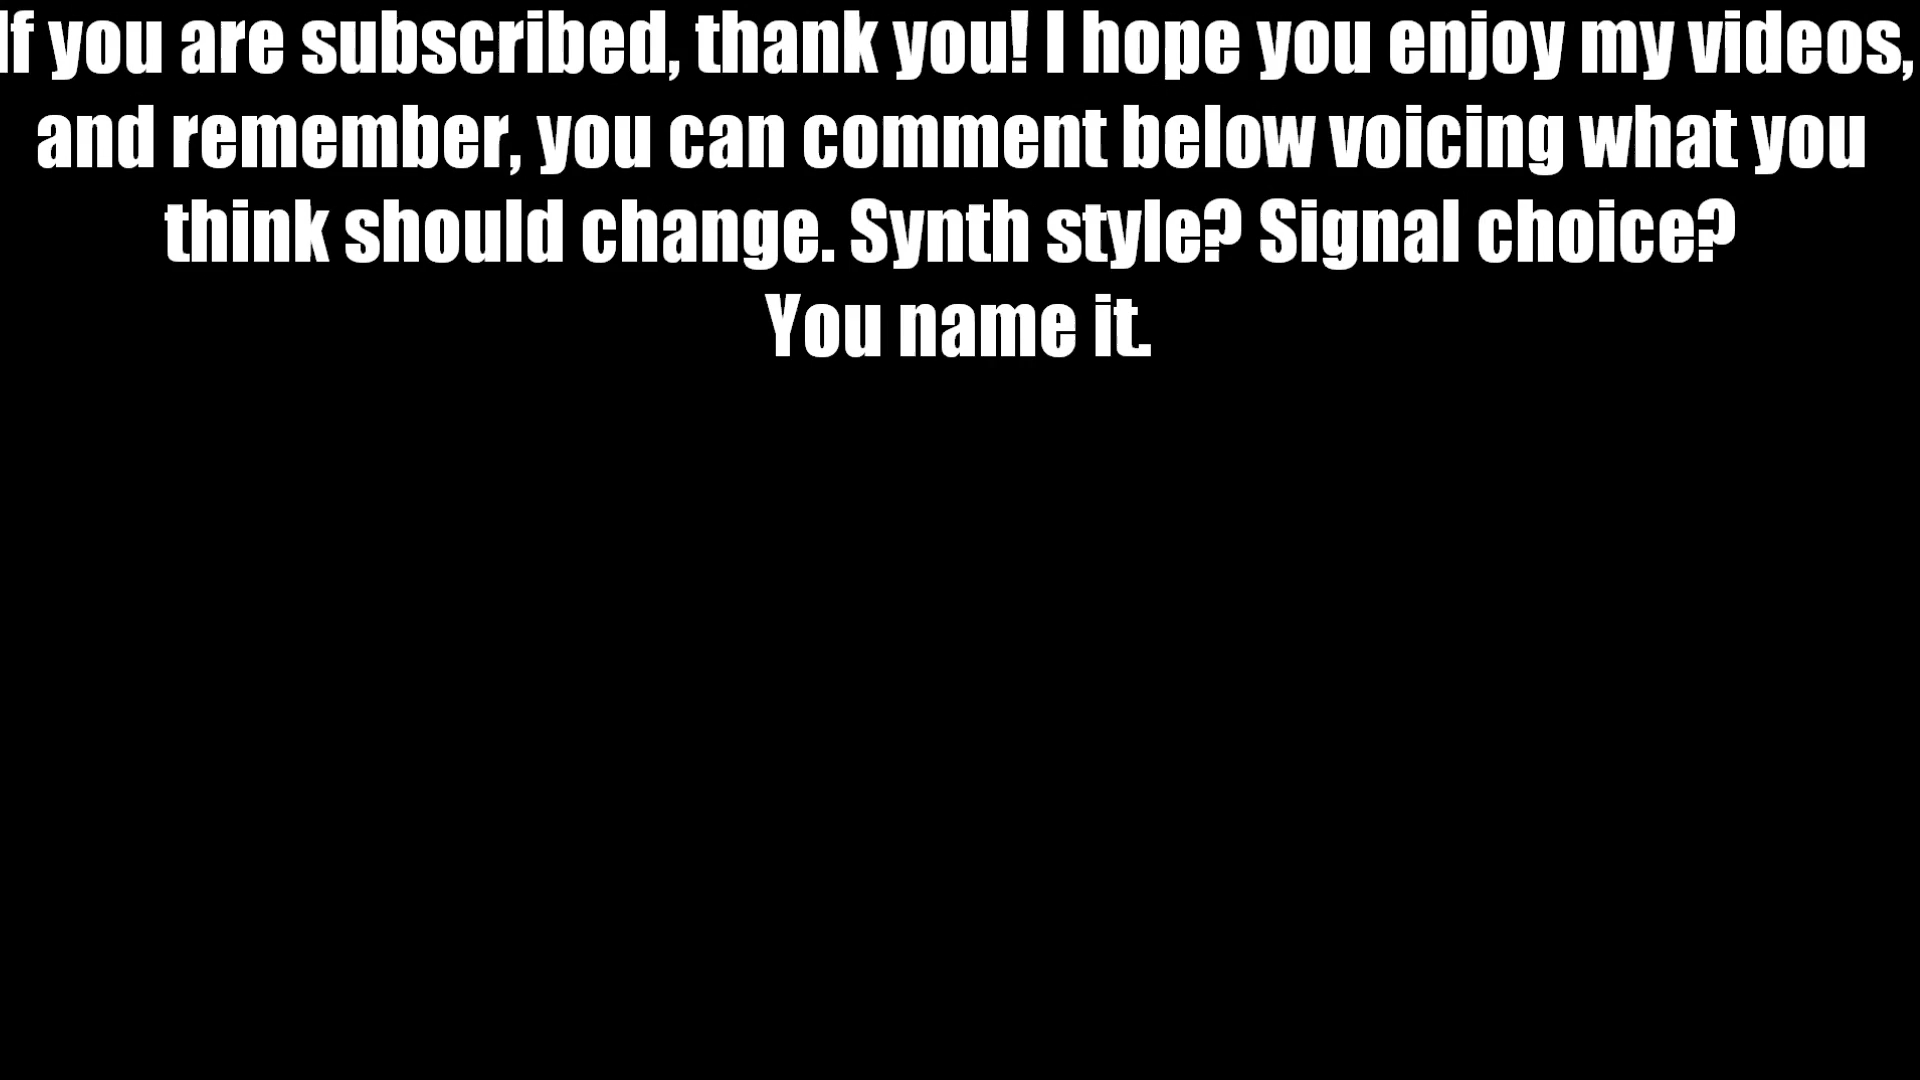 If you are subscribed, thank you! I hope you enjoy my videos,
and remember, you can comment below voicing what you
think should change. Synth style? Signal choice?
You name it.